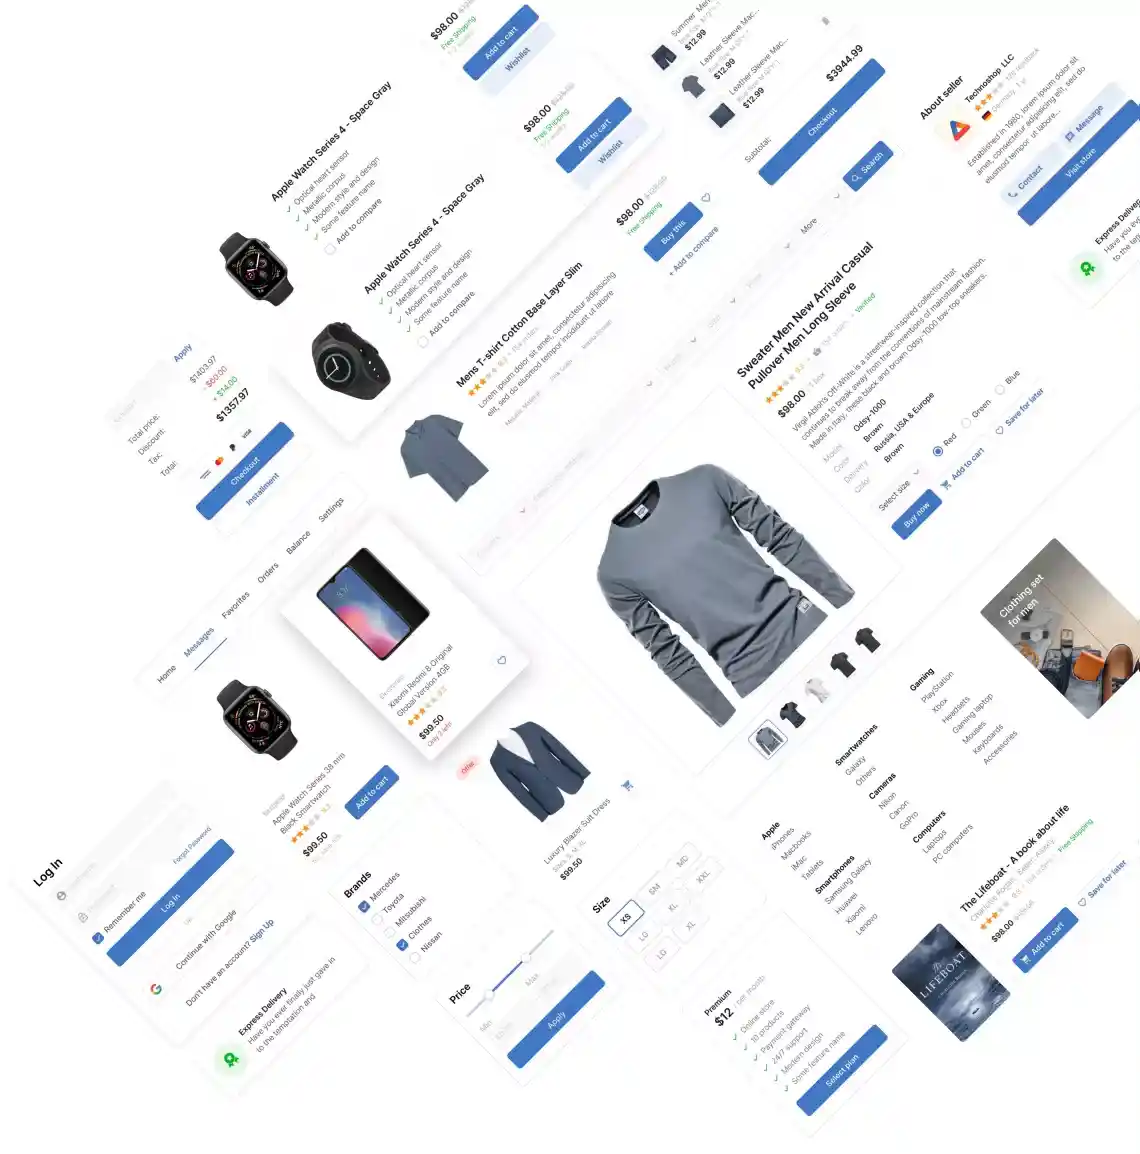 $98.00
Free Shipping
Add to cart
Wishlist
Apple Watch Series 4 - Space Gray
Optical heart sensor
Metallic corpus
Modern style and design
Some feature name
Add to compare
$98.00
Free Shipping
Add to cart
Wishlist
Apple Watch Series 4 - Space Gray
Optical heart sensor
Metallic corpus
Modern style and design
Some feature name
Add to compare
Summer Men
$12.99
Leather Sleeve Mac...
$12.99
Leather Sleeve Mac...
$12.99
Subtotal:
$3944.99
Checkout
About seller
Technoshop LLC
Germany
Established in 1980, lorem ipsum dolor sit
amet, consectetur adipiscing elit, sed do
eiusmod tempor ut labore...
Contact
Message
Visit store
Express Delivery
Have you ev
to the te
Search
More
$98.00
Free shipping
Buy this
+ Add to compare
Mens T-shirt Cotton Base Layer Slim
Lorem ipsum dolor sit amet, consectetur adipisicing
elit, sed do eiusmod tempor incididunt ut labore
Apply
$1403.97
Total price:
Discount:
- $60.00
Tax:
+ $14.00
Total:
$1357.97
VISA
Checkout
Installment
Sweater Men New Arrival Casual
Pullover Men Long Sleeve
Verified
$98.00
/1 box
Virgil Abloh's Off-White is a streetwear-inspired collection that
continues to break away from the conventions of mainstream fashion.
Made in Italy, these black and brown Odsy-1000 low-top sneakers.
Odsy-1000
Color
Brown
Delivery
Russia, USA & Europe
Color
Brown
Red
Green
Blue
Select size
Buy now
Add to cart
Save for later
Home
Messages
Favorites
Orders
Balance
Settings
Xiaomi Redmi 8 Original
Global Version 4GB
$99.50
Only 3 left!
Apple Watch Series 38 mm
Black Smartwatch
$99.50
Add to cart
Offer
Luxury Blazer Suit Dress
$99.50
Clothing set
for men
Gaming
PlayStation
Xbox
Headsets
Gaming laptop
Mouses
Keyboards
Accessories
Smartwatches
Galaxy
Others
Cameras
Nikon
Canon
GoPro
Computers
Laptops
PC computers
Apple
iPhones
Macbooks
iMac
Tablets
Smartphones
Samsung Galaxy
Huawei
Xiaomi
Lenovo
Log In
Remember me
Forgot Password
Log in
Continue with Google
Don't have an account? Sign Up
Express Delivery
Have you ever finally just gave in
to the temptation and
Brands
Mercedes
Toyota
Mitsubishi
Clothes
Nissan
Price
Min
Max
Apply
Size
XS
SM
MD
LG
XL
XXL
LG
XL
Premium
$12 / per month
Online store
10 products
Payment gateway
24/7 support
Modern design
Some feature name
Select plan
The Lifeboat - A book about life
$98.00
Free Shipping
Add to cart
Save for later
LIFEBOAT